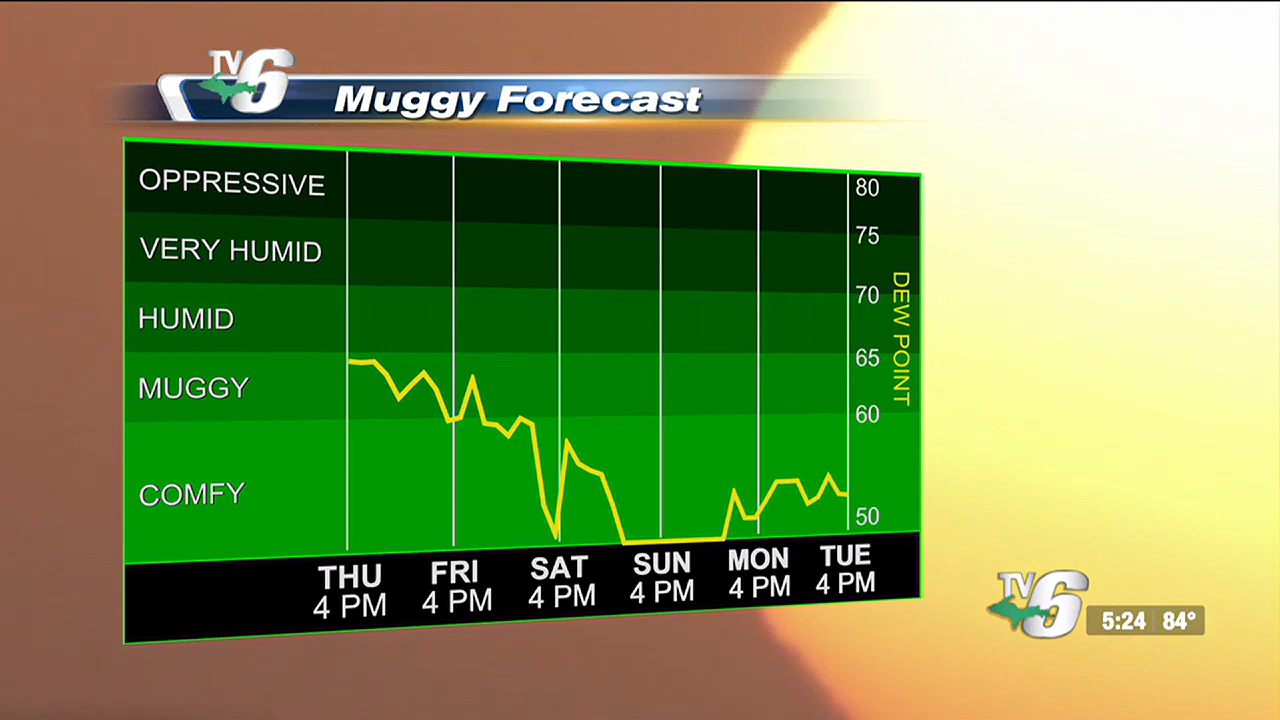 TV6
Muggy Forecast
OPPRESSIVE
VERY HUMID
HUMID
MUGGY
COMFY
80
75
70
65
60
50
DEW POINT
THU FRI SAT SUN MON TUE
4 PM 4 PM 4 PM 4 PM 4 PM 4 PM
TV6
5:24 84°